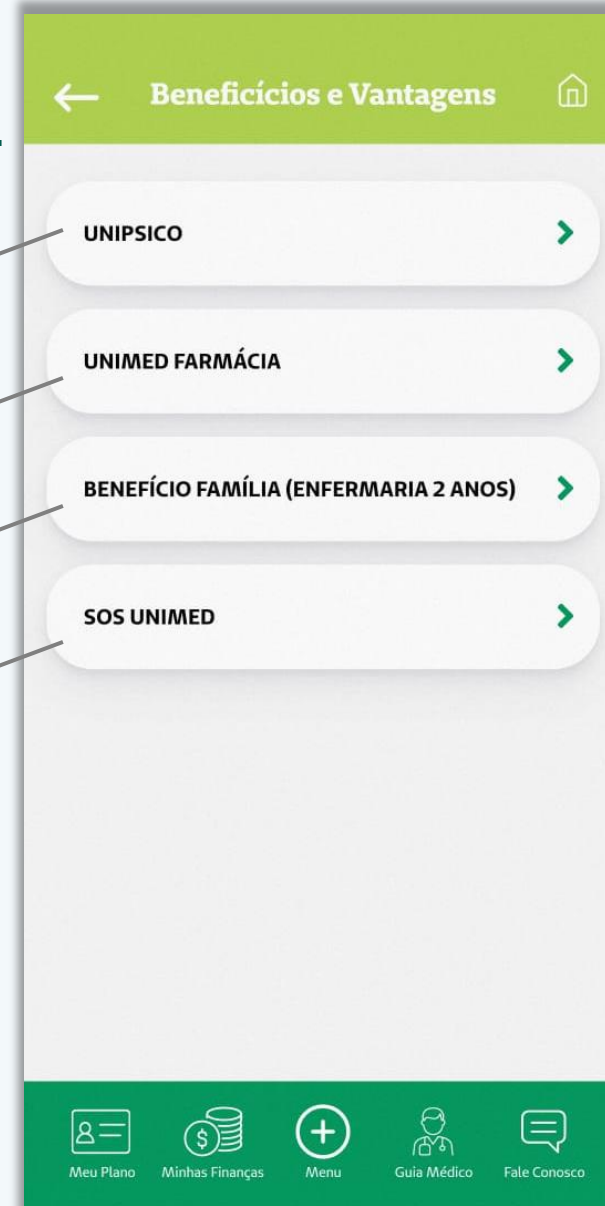 Beneficícios e Vantagens
UNIPSICO
UNIMED FARMÁCIA
BENEFÍCIO FAMÍLIA (ENFERMARIA 2 ANOS)
SOS UNIMED
Meu Plano Minhas Finanças Menu Guia Médico Fale Conosco